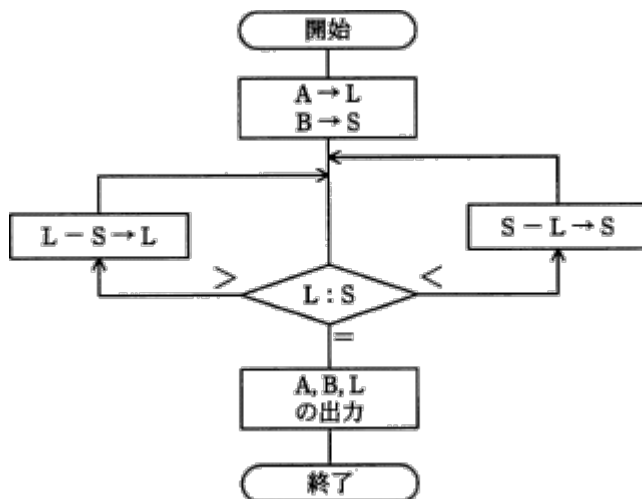 開始
A → L
B → S
L − S → L
S − L → S
>
L : S
<
=
A, B, L
の出力
終了